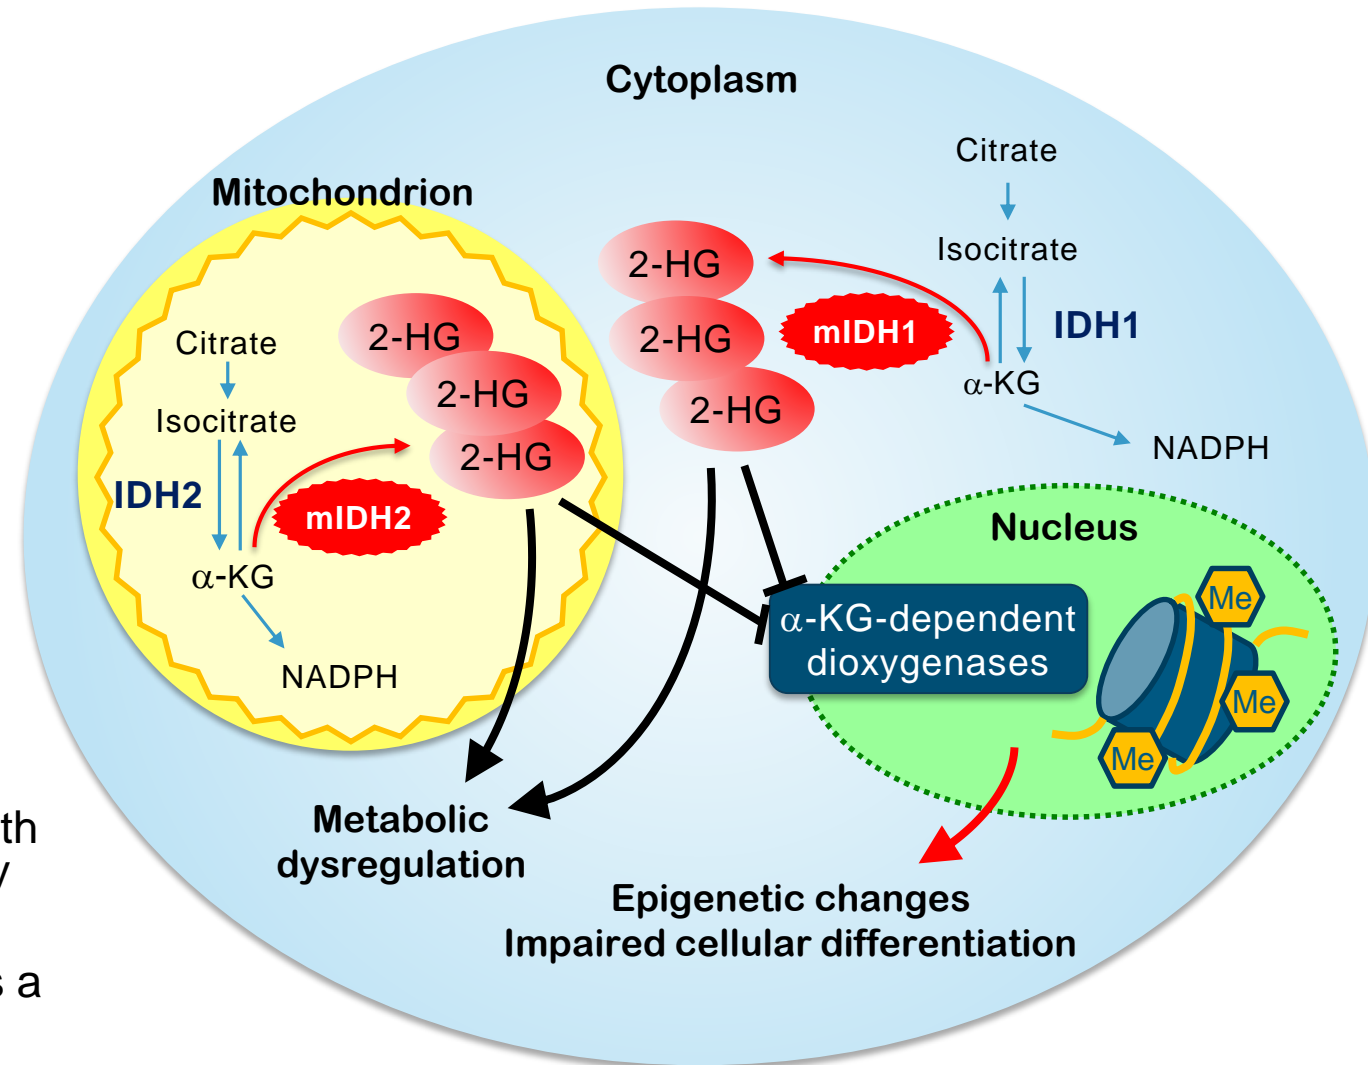 Cytoplasm
Citrate
Isocitrate
IDH1
α-KG
NADPH
mIDH1
2-HG
2-HG
2-HG
Mitochondrion
Citrate
Isocitrate
IDH2
α-KG
NADPH
mIDH2
2-HG
2-HG
2-HG
Nucleus
α-KG-dependent
dioxygenases
Me
Me
Me
Metabolic
dysregulation
Epigenetic changes
Impaired cellular differentiation
th
s a